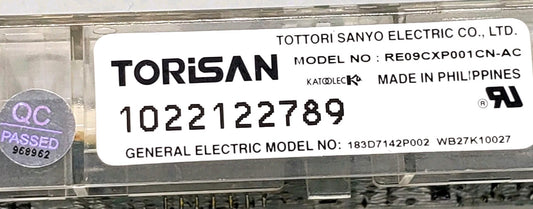 TOTTORI SANYO ELECTRIC CO., LTD.
TORiSAN
MODEL NO : RE09CXP001CN-AC
KATOOLEC K
MADE IN PHILIPPINES
1022122789
GENERAL ELECTRIC MODEL NO: 183D7142P002 WB27K10027
QC
PASSED
968962